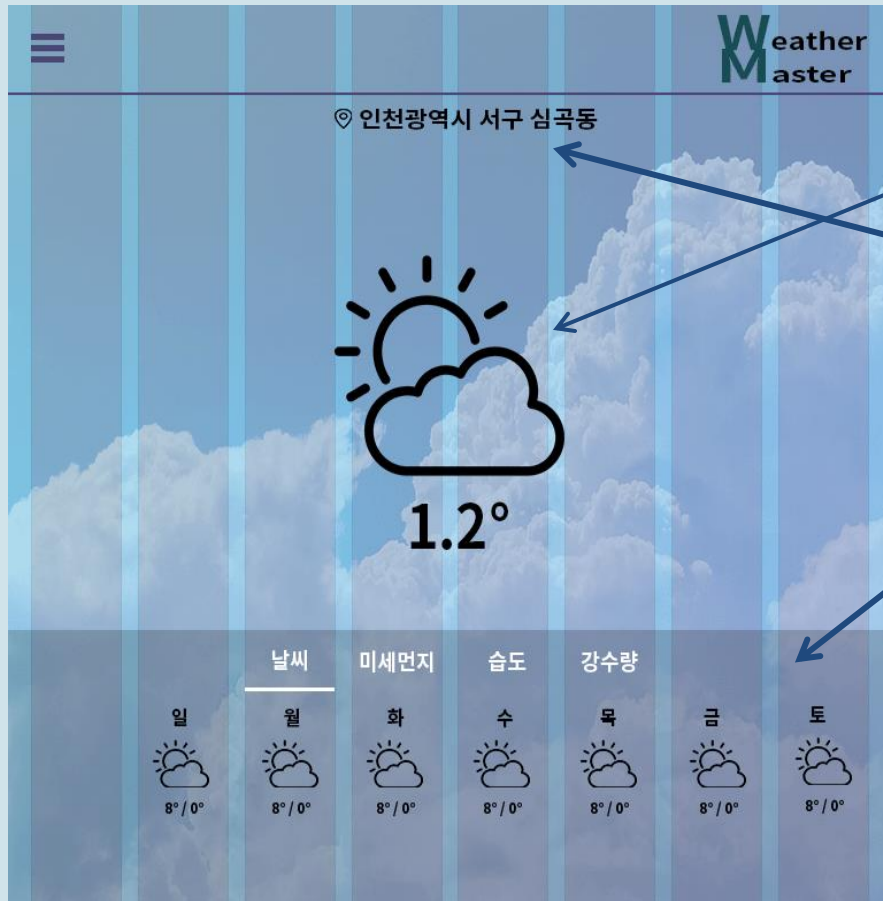 Weather
Master
인천광역시 서구 심곡동
1.2°
날씨 미세먼지 습도 강수량
일 월 화 수 목 금 토
8°/0° 8°/0° 8°/0° 8°/0° 8°/0° 8°/0° 8°/0°